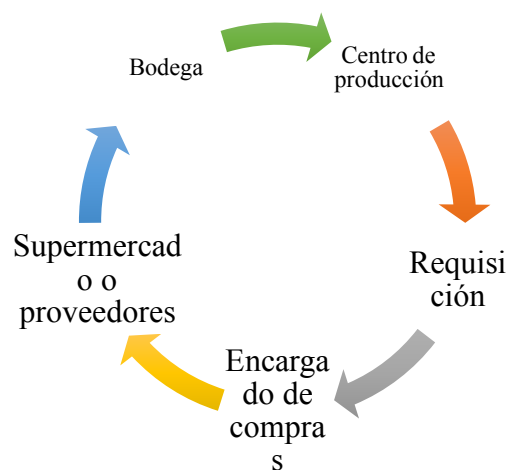 Bodega
Centro de
producción
Requisi
ción
Encarga
do de
compra
s
Supermercad
o o
proveedores